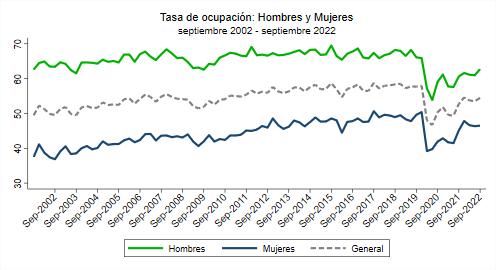 Tasa de ocupación: Hombres y Mujeres
septiembre 2002 - septiembre 2022
70
60
50
40
30
Sep-2002
Sep-2003
Sep-2004
Sep-2005
Sep-2006
Sep-2007
Sep-2008
Sep-2009
Sep-2010
Sep-2011
Sep-2012
Sep-2013
Sep-2014
Sep-2015
Sep-2016
Sep-2017
Sep-2018
Sep-2019
Sep-2020
Sep-2021
Sep-2022
Hombres Mujeres General